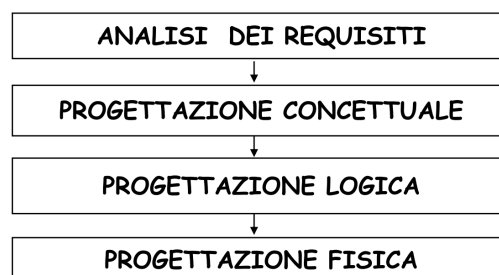 ANALISI DEI REQUISITI
PROGETTAZIONE CONCETTUALE
PROGETTAZIONE LOGICA
PROGETTAZIONE FISICA